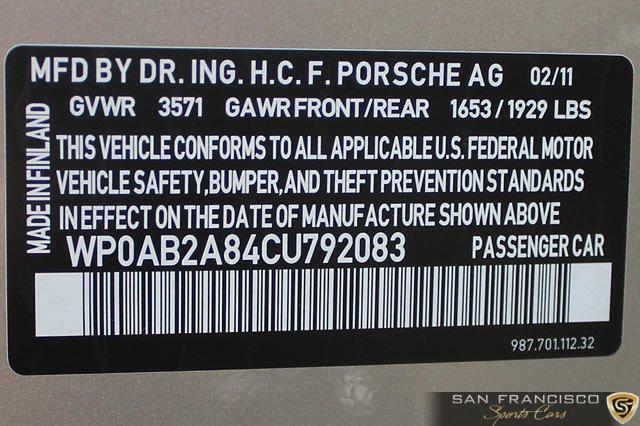 MFD BY DR. ING. H.C. F. PORSCHE AG 02/11
GVWR 3571 GAWR FRONT/REAR 1653 / 1929 LBS
MADE IN FINLAND
THIS VEHICLE CONFORMS TO ALL APPLICABLE U.S. FEDERAL MOTOR
VEHICLE SAFETY,BUMPER,AND THEFT PREVENTION STANDARDS
IN EFFECT ON THE DATE OF MANUFACTURE SHOWN ABOVE
WP0AB2A84CU792083 PASSENGER CAR
987.701.112.32
SAN FRANCISCO
Sports Cars